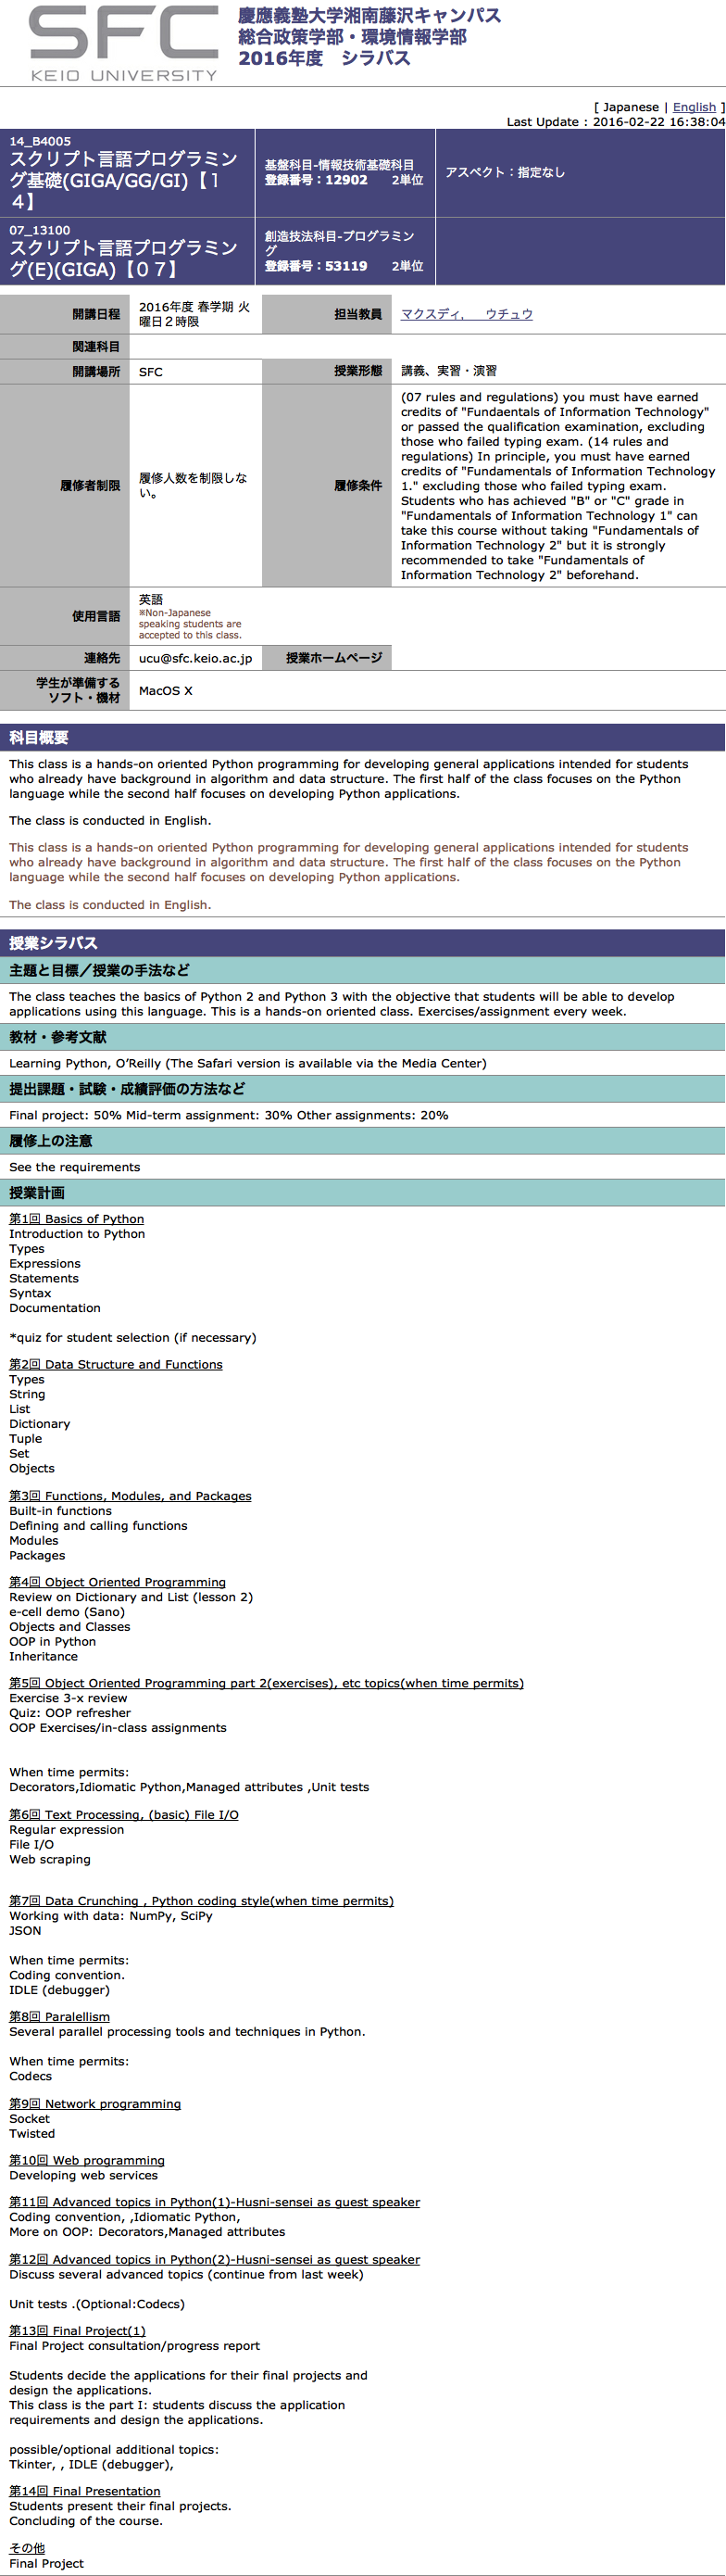 SFC
KEIO UNIVERSITY
慶應義塾大学湘南藤沢キャンパス
総合政策学部・環境情報学部
2016年度　シラバス
[ Japanese | English ]
Last Update : 2016-02-22 16:38:04
14_B4005
スクリプト言語プログラミン
グ基礎(GIGA/GG/GI)【１
４】
基盤科目-情報技術基礎科目
登録番号：12902　　2単位
アスペクト：指定なし
07_13100
スクリプト言語プログラミン
グ(E)(GIGA)【０７】
創造技法科目-プログラミン
グ
登録番号：53119　　2単位
開講日程
2016年度 春学期 火
曜日２時限
担当教員
マクスディ,　ウチュウ
関連科目
開講場所
SFC
授業形態
講義、実習・演習
履修者制限
履修人数を制限しな
い。
履修条件
(07 rules and regulations) you must have earned
credits of "Fundaentals of Information Technology"
or passed the qualification examination, excluding
those who failed typing exam. (14 rules and
regulations) In principle, you must have earned
credits of "Fundamentals of Information Technology
1." excluding those who failed typing exam.
Students who has achieved "B" or "C" grade in
"Fundamentals of Information Technology 1" can
take this course without taking "Fundamentals of
Information Technology 2" but it is strongly
recommended to take "Fundamentals of
Information Technology 2" beforehand.
使用言語
英語
※Non-Japanese
speaking students are
accepted to this class.
連絡先
ucu@sfc.keio.ac.jp
授業ホームページ
学生が準備する
ソフト・機材
MacOS X
科目概要
This class is a hands-on oriented Python programming for developing general applications intended for students
who already have background in algorithm and data structure. The first half of the class focuses on the Python
language while the second half focuses on developing Python applications.
The class is conducted in English.
This class is a hands-on oriented Python programming for developing general applications intended for students
who already have background in algorithm and data structure. The first half of the class focuses on the Python
language while the second half focuses on developing Python applications.
The class is conducted in English.
授業シラバス
主題と目標／授業の手法など
The class teaches the basics of Python 2 and Python 3 with the objective that students will be able to develop
applications using this language. This is a hands-on oriented class. Exercises/assignment every week.
教材・参考文献
Learning Python, O’Reilly (The Safari version is available via the Media Center)
提出課題・試験・成績評価の方法など
Final project: 50% Mid-term assignment: 30% Other assignments: 20%
履修上の注意
See the requirements
授業計画
第1回 Basics of Python
Introduction to Python
Types
Expressions
Statements
Syntax
Documentation
*quiz for student selection (if necessary)
第2回 Data Structure and Functions
Types
String
List
Dictionary
Tuple
Set
Objects
第3回 Functions, Modules, and Packages
Built-in functions
Defining and calling functions
Modules
Packages
第4回 Object Oriented Programming
Review on Dictionary and List (lesson 2)
e-cell demo (Sano)
Objects and Classes
OOP in Python
Inheritance
第5回 Object Oriented Programming part 2(exercises), etc topics(when time permits)
Exercise 3-x review
Quiz: OOP refresher
OOP Exercises/in-class assignments
When time permits:
Decorators,Idiomatic Python,Managed attributes ,Unit tests
第6回 Text Processing, (basic) File I/O
Regular expression
File I/O
Web scraping
第7回 Data Crunching , Python coding style(when time permits)
Working with data: NumPy, SciPy
JSON
When time permits:
Coding convention.
IDLE (debugger)
第8回 Paralellism
Several parallel processing tools and techniques in Python.
When time permits:
Codecs
第9回 Network programming
Socket
Twisted
第10回 Web programming
Developing web services
第11回 Advanced topics in Python(1)-Husni-sensei as guest speaker
Coding convention, ,Idiomatic Python,
More on OOP: Decorators,Managed attributes
第12回 Advanced topics in Python(2)-Husni-sensei as guest speaker
Discuss several advanced topics (continue from last week)
Unit tests .(Optional:Codecs)
第13回 Final Project(1)
Final Project consultation/progress report
Students decide the applications for their final projects and
design the applications.
This class is the part I: students discuss the application
requirements and design the applications.
possible/optional additional topics:
Tkinter, , IDLE (debugger),
第14回 Final Presentation
Students present their final projects.
Concluding of the course.
その他
Final Project